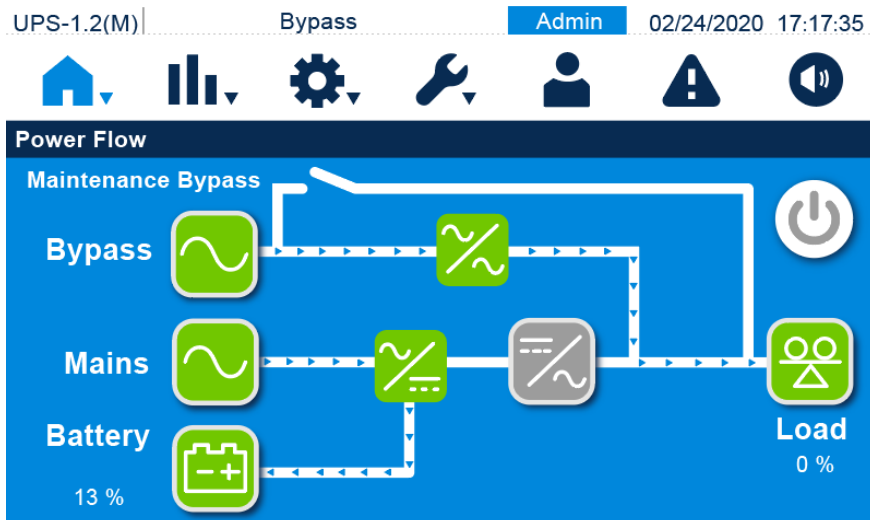 UPS-1.2(M) Bypass Admin 02/24/2020 17:17:35
Power Flow
Maintenance Bypass
Bypass
Mains
Battery
13 %
Load
0 %